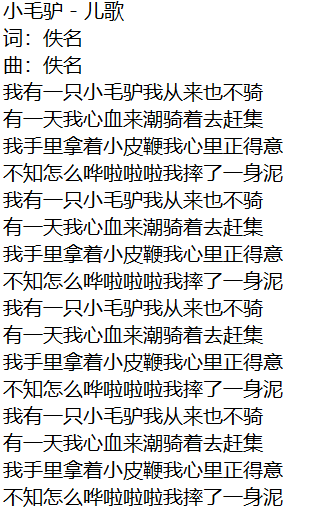 小毛驴 - 儿歌
词：佚名
曲：佚名
我有一只小毛驴我从来也不骑
有一天我心血来潮骑着去赶集
我手里拿着小皮鞭我心里正得意
不知怎么哗啦啦啦我摔了一身泥
我有一只小毛驴我从来也不骑
有一天我心血来潮骑着去赶集
我手里拿着小皮鞭我心里正得意
不知怎么哗啦啦啦我摔了一身泥
我有一只小毛驴我从来也不骑
有一天我心血来潮骑着去赶集
我手里拿着小皮鞭我心里正得意
不知怎么哗啦啦啦我摔了一身泥
我有一只小毛驴我从来也不骑
有一天我心血来潮骑着去赶集
我手里拿着小皮鞭我心里正得意
不知怎么哗啦啦啦我摔了一身泥